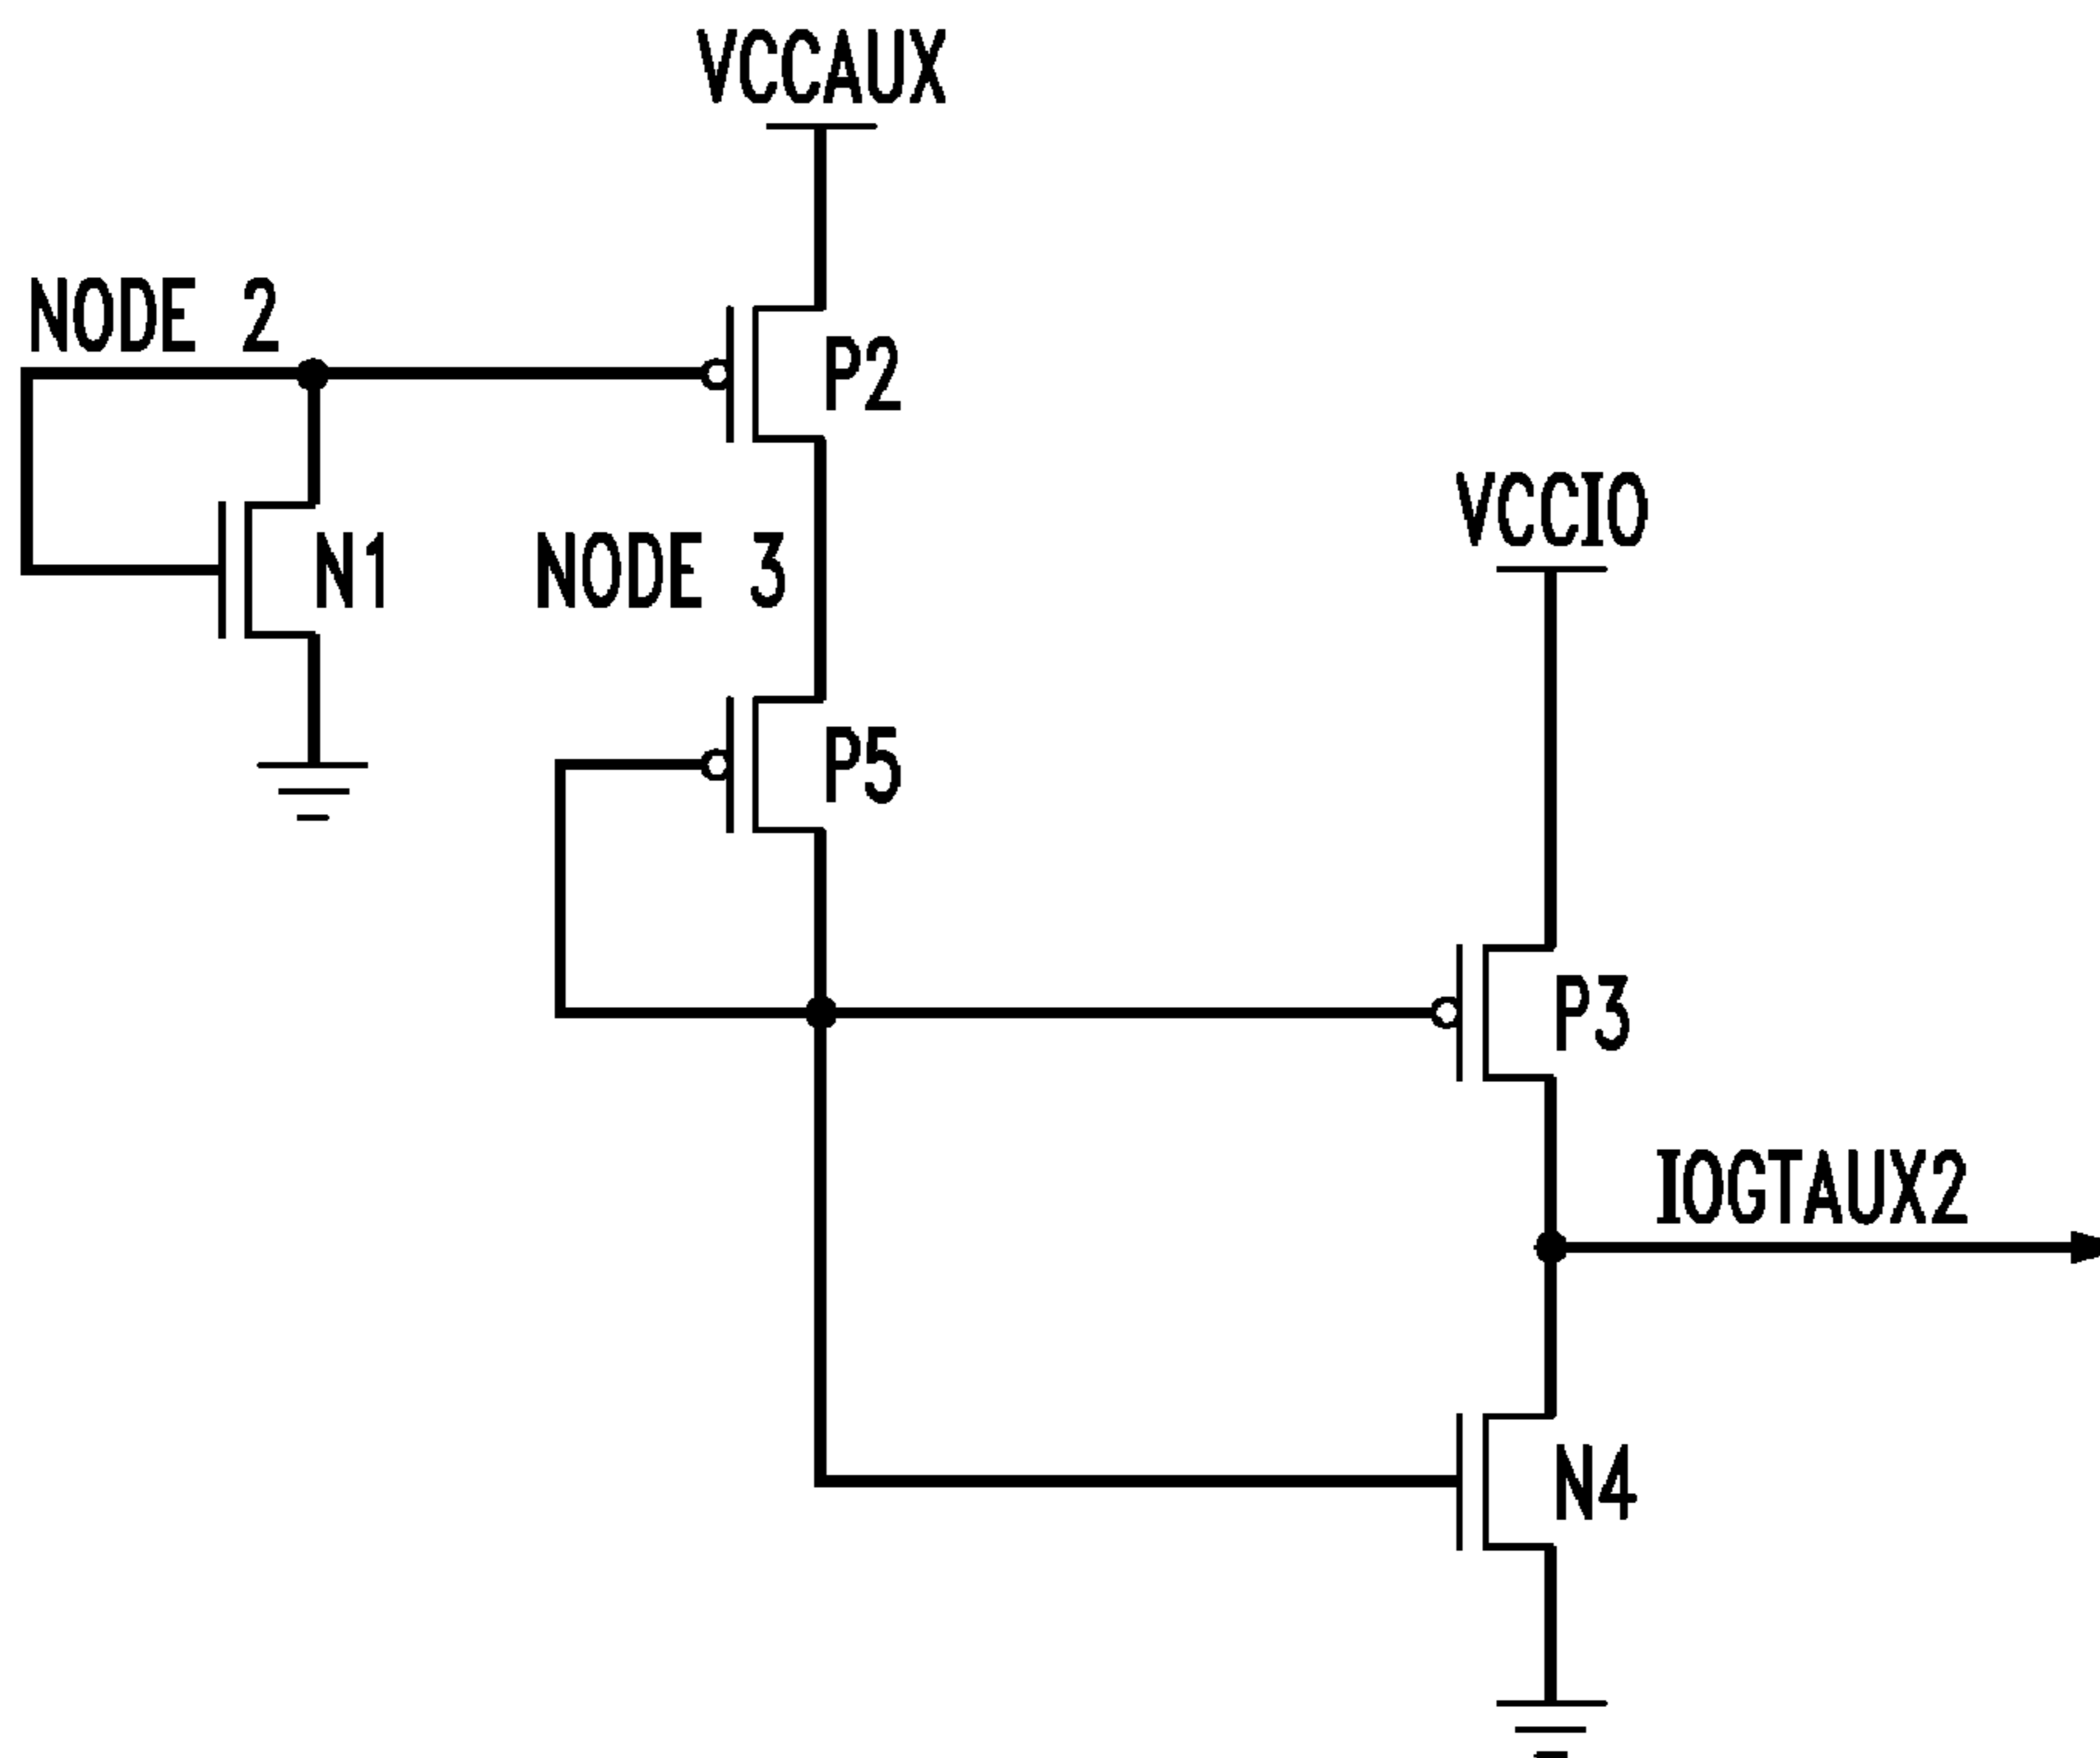 VCCAUX
NODE 2
P2
VCCIO
N1
NODE 3
P5
P3
IOGTAUX2
N4